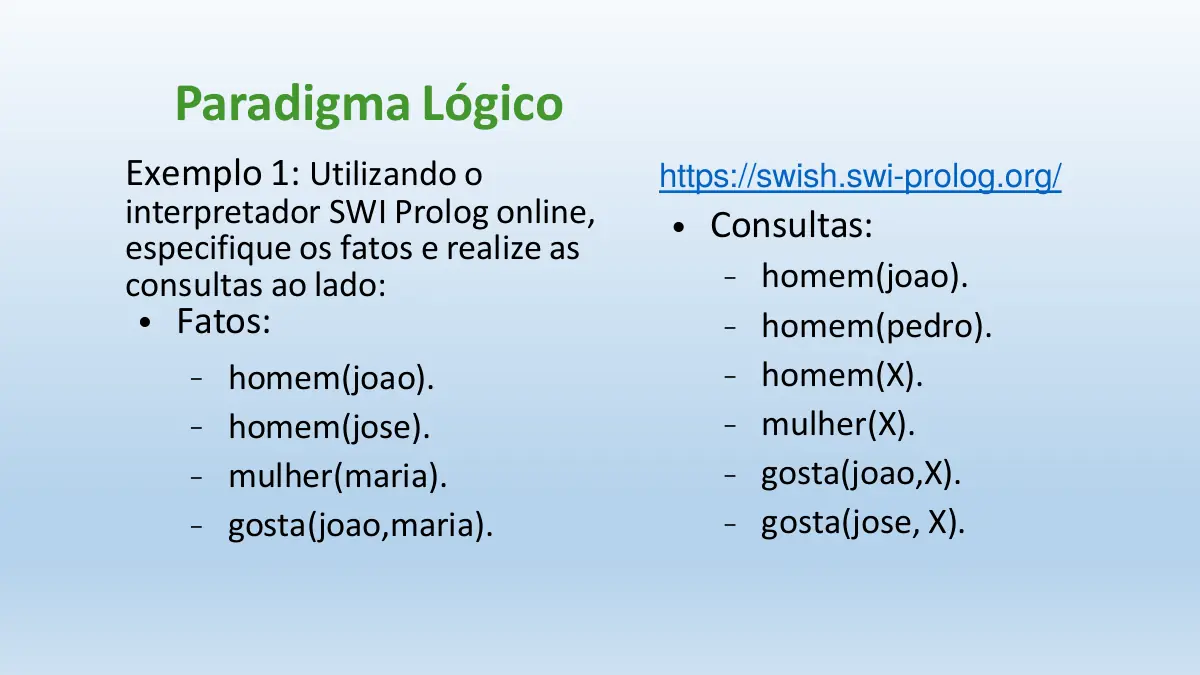 Paradigma Lógico
Exemplo 1: Utilizando o
interpretador SWI Prolog online,
especifique os fatos e realize as
consultas ao lado:
• Fatos:
– homem(joao).
– homem(jose).
– mulher(maria).
– gosta(joao,maria).
https://swish.swi-prolog.org/
• Consultas:
– homem(joao).
– homem(pedro).
– homem(X).
– mulher(X).
– gosta(joao,X).
– gosta(jose, X).